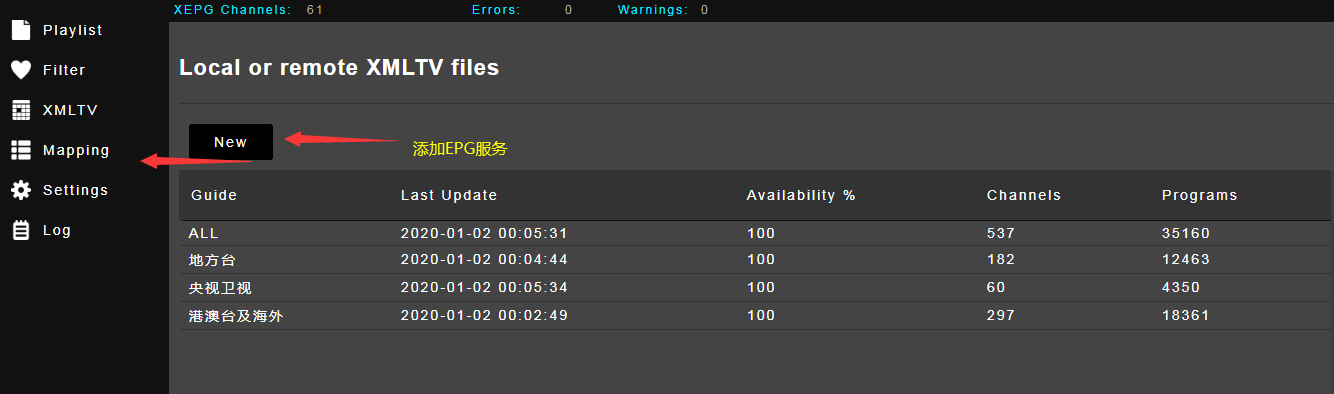 XEPG Channels: 61 Errors: 0 Warnings: 0
Playlist
Filter
XMLTV
Mapping
Settings
Log
Local or remote XMLTV files
New
添加EPG服务
Guide Last Update Availability % Channels Programs
ALL 2020-01-02 00:05:31 100 537 35160
地方台 2020-01-02 00:04:44 100 182 12463
央视卫视 2020-01-02 00:05:34 100 60 4350
港澳台及海外 2020-01-02 00:02:49 100 297 18361